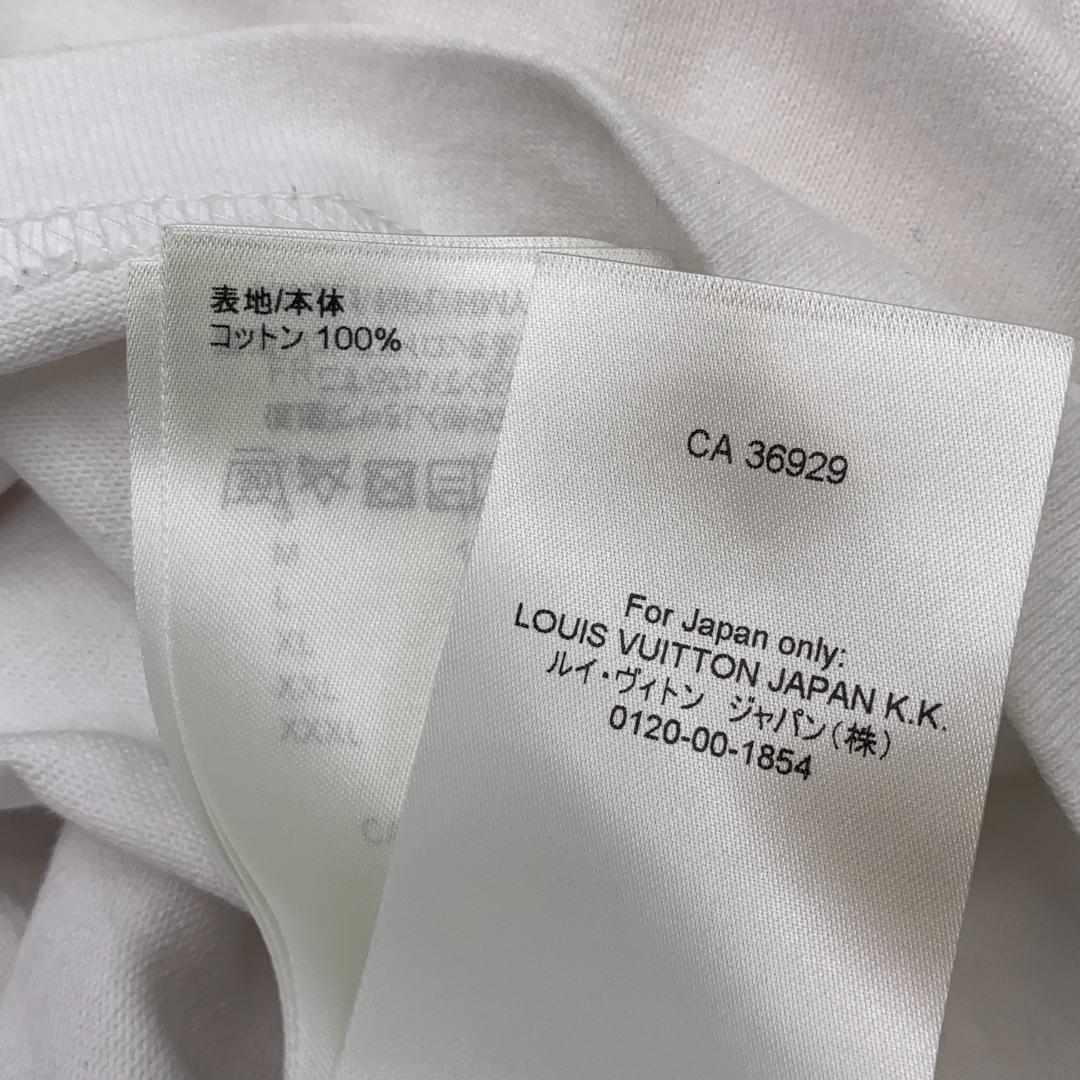 表地/本体
コットン 100%
M
CA 36929
For Japan only:
LOUIS VUITTON JAPAN K.K.
ルイ・ヴィトン ジャパン(株)
0120-00-1854